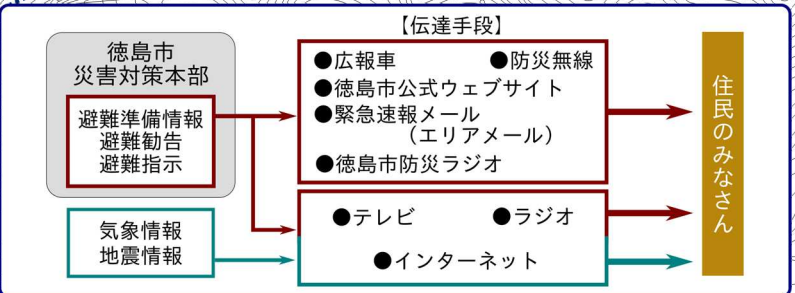 徳島市
災害対策本部
避難準備情報
避難勧告
避難指示
気象情報
地震情報
【伝達手段】
●広報車 ●防災無線
●徳島市公式ウェブサイト
●緊急速報メール
（エリアメール）
●徳島市防災ラジオ
●テレビ ●ラジオ
●インターネット
住民のみなさん